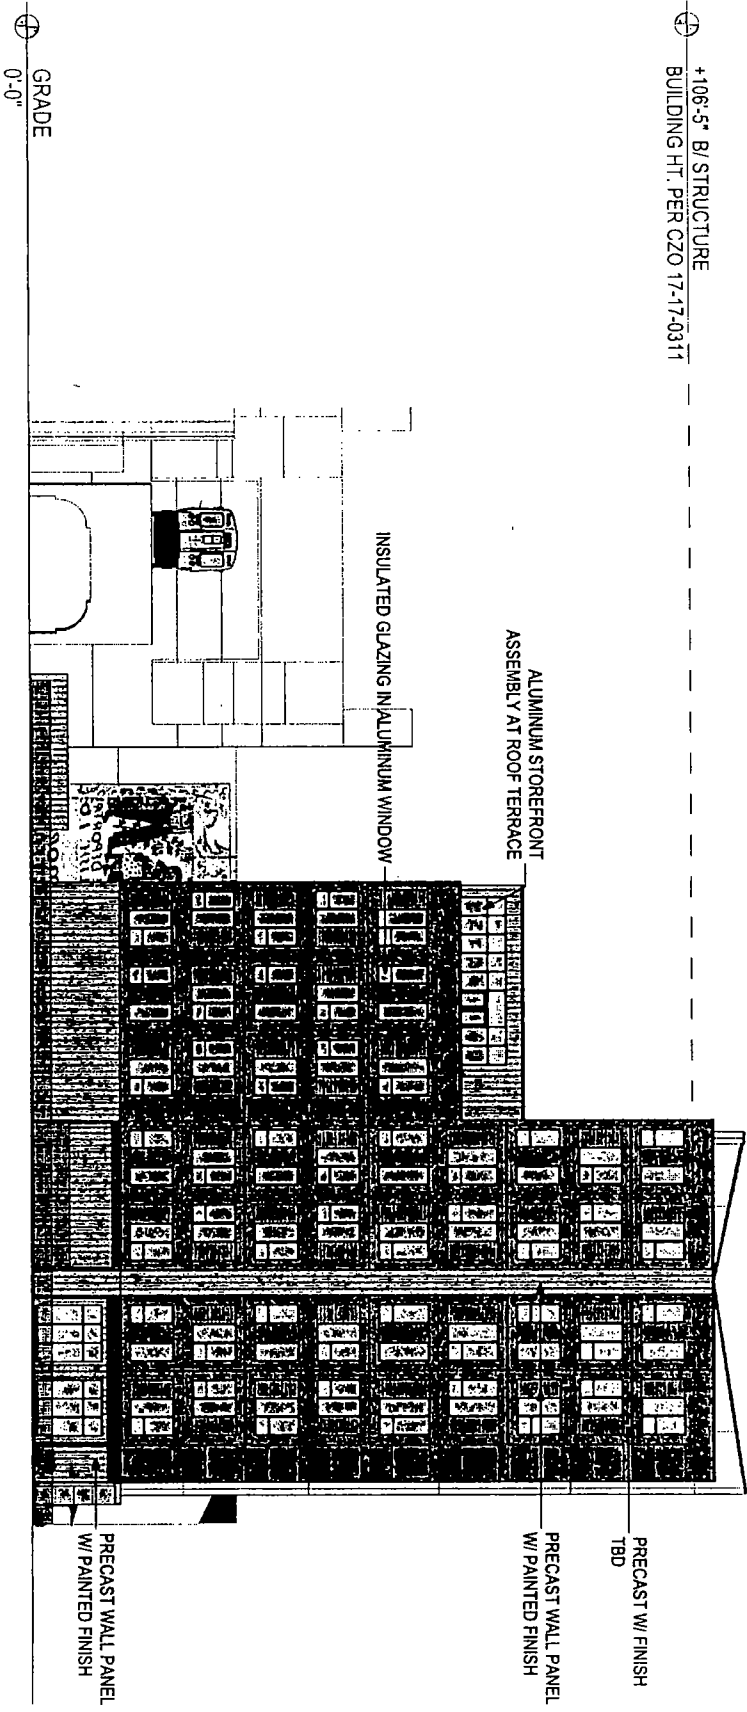 +106'-5" B/ STRUCTURE
BUILDING HT. PER CZO 17-17-0311
ALUMINUM STOREFRONT
ASSEMBLY AT ROOF TERRACE
INSULATED GLAZING IN ALUMINUM WINDOW
PRECAST W/ FINISH
TBD
PRECAST WALL PANEL
W/ PAINTED FINISH
PRECAST WALL PANEL
W/ PAINTED FINISH
GRADE
0'-0"